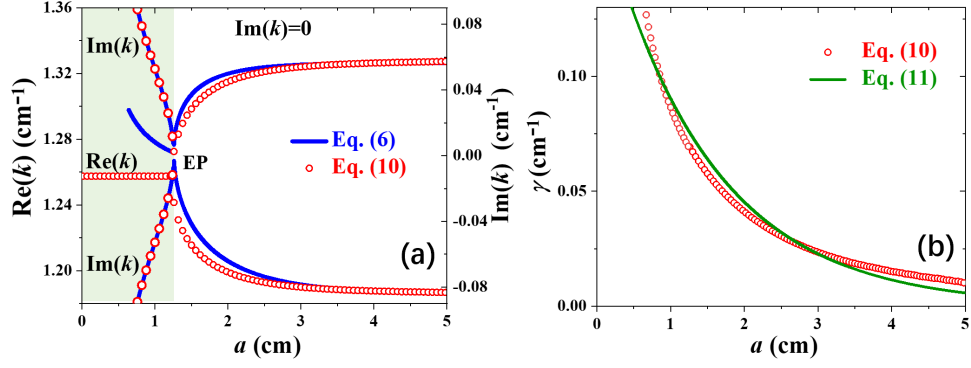 Im(k)
Im(k)=0
Eq. (6)
Eq. (10)
Re(k)
EP
Im(k)
(a)
1.36
1.32
1.28
1.24
1.20
0.08
0.04
0.00
-0.04
-0.08
Re(k) (cm⁻¹)
Im(k) (cm⁻¹)
0 1 2 3 4 5
a (cm)
Eq. (10)
Eq. (11)
(b)
0.10
0.05
0.00
γ (cm⁻¹)
0 1 2 3 4 5
a (cm)